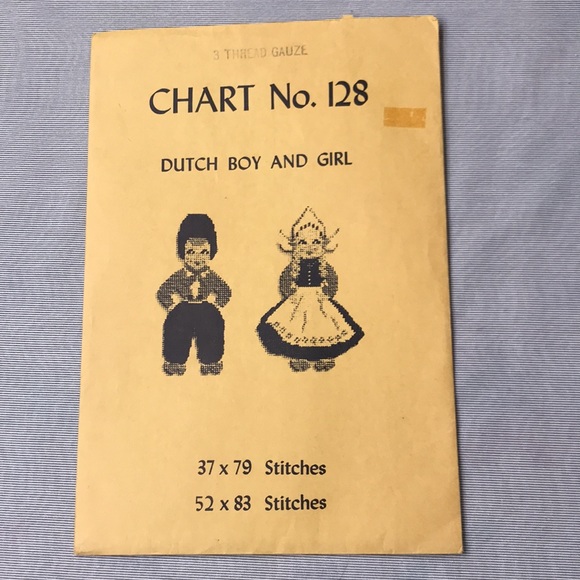 3 THREAD GAUZE
CHART No. 128
DUTCH BOY AND GIRL
37 x 79 Stitches
52 x 83 Stitches